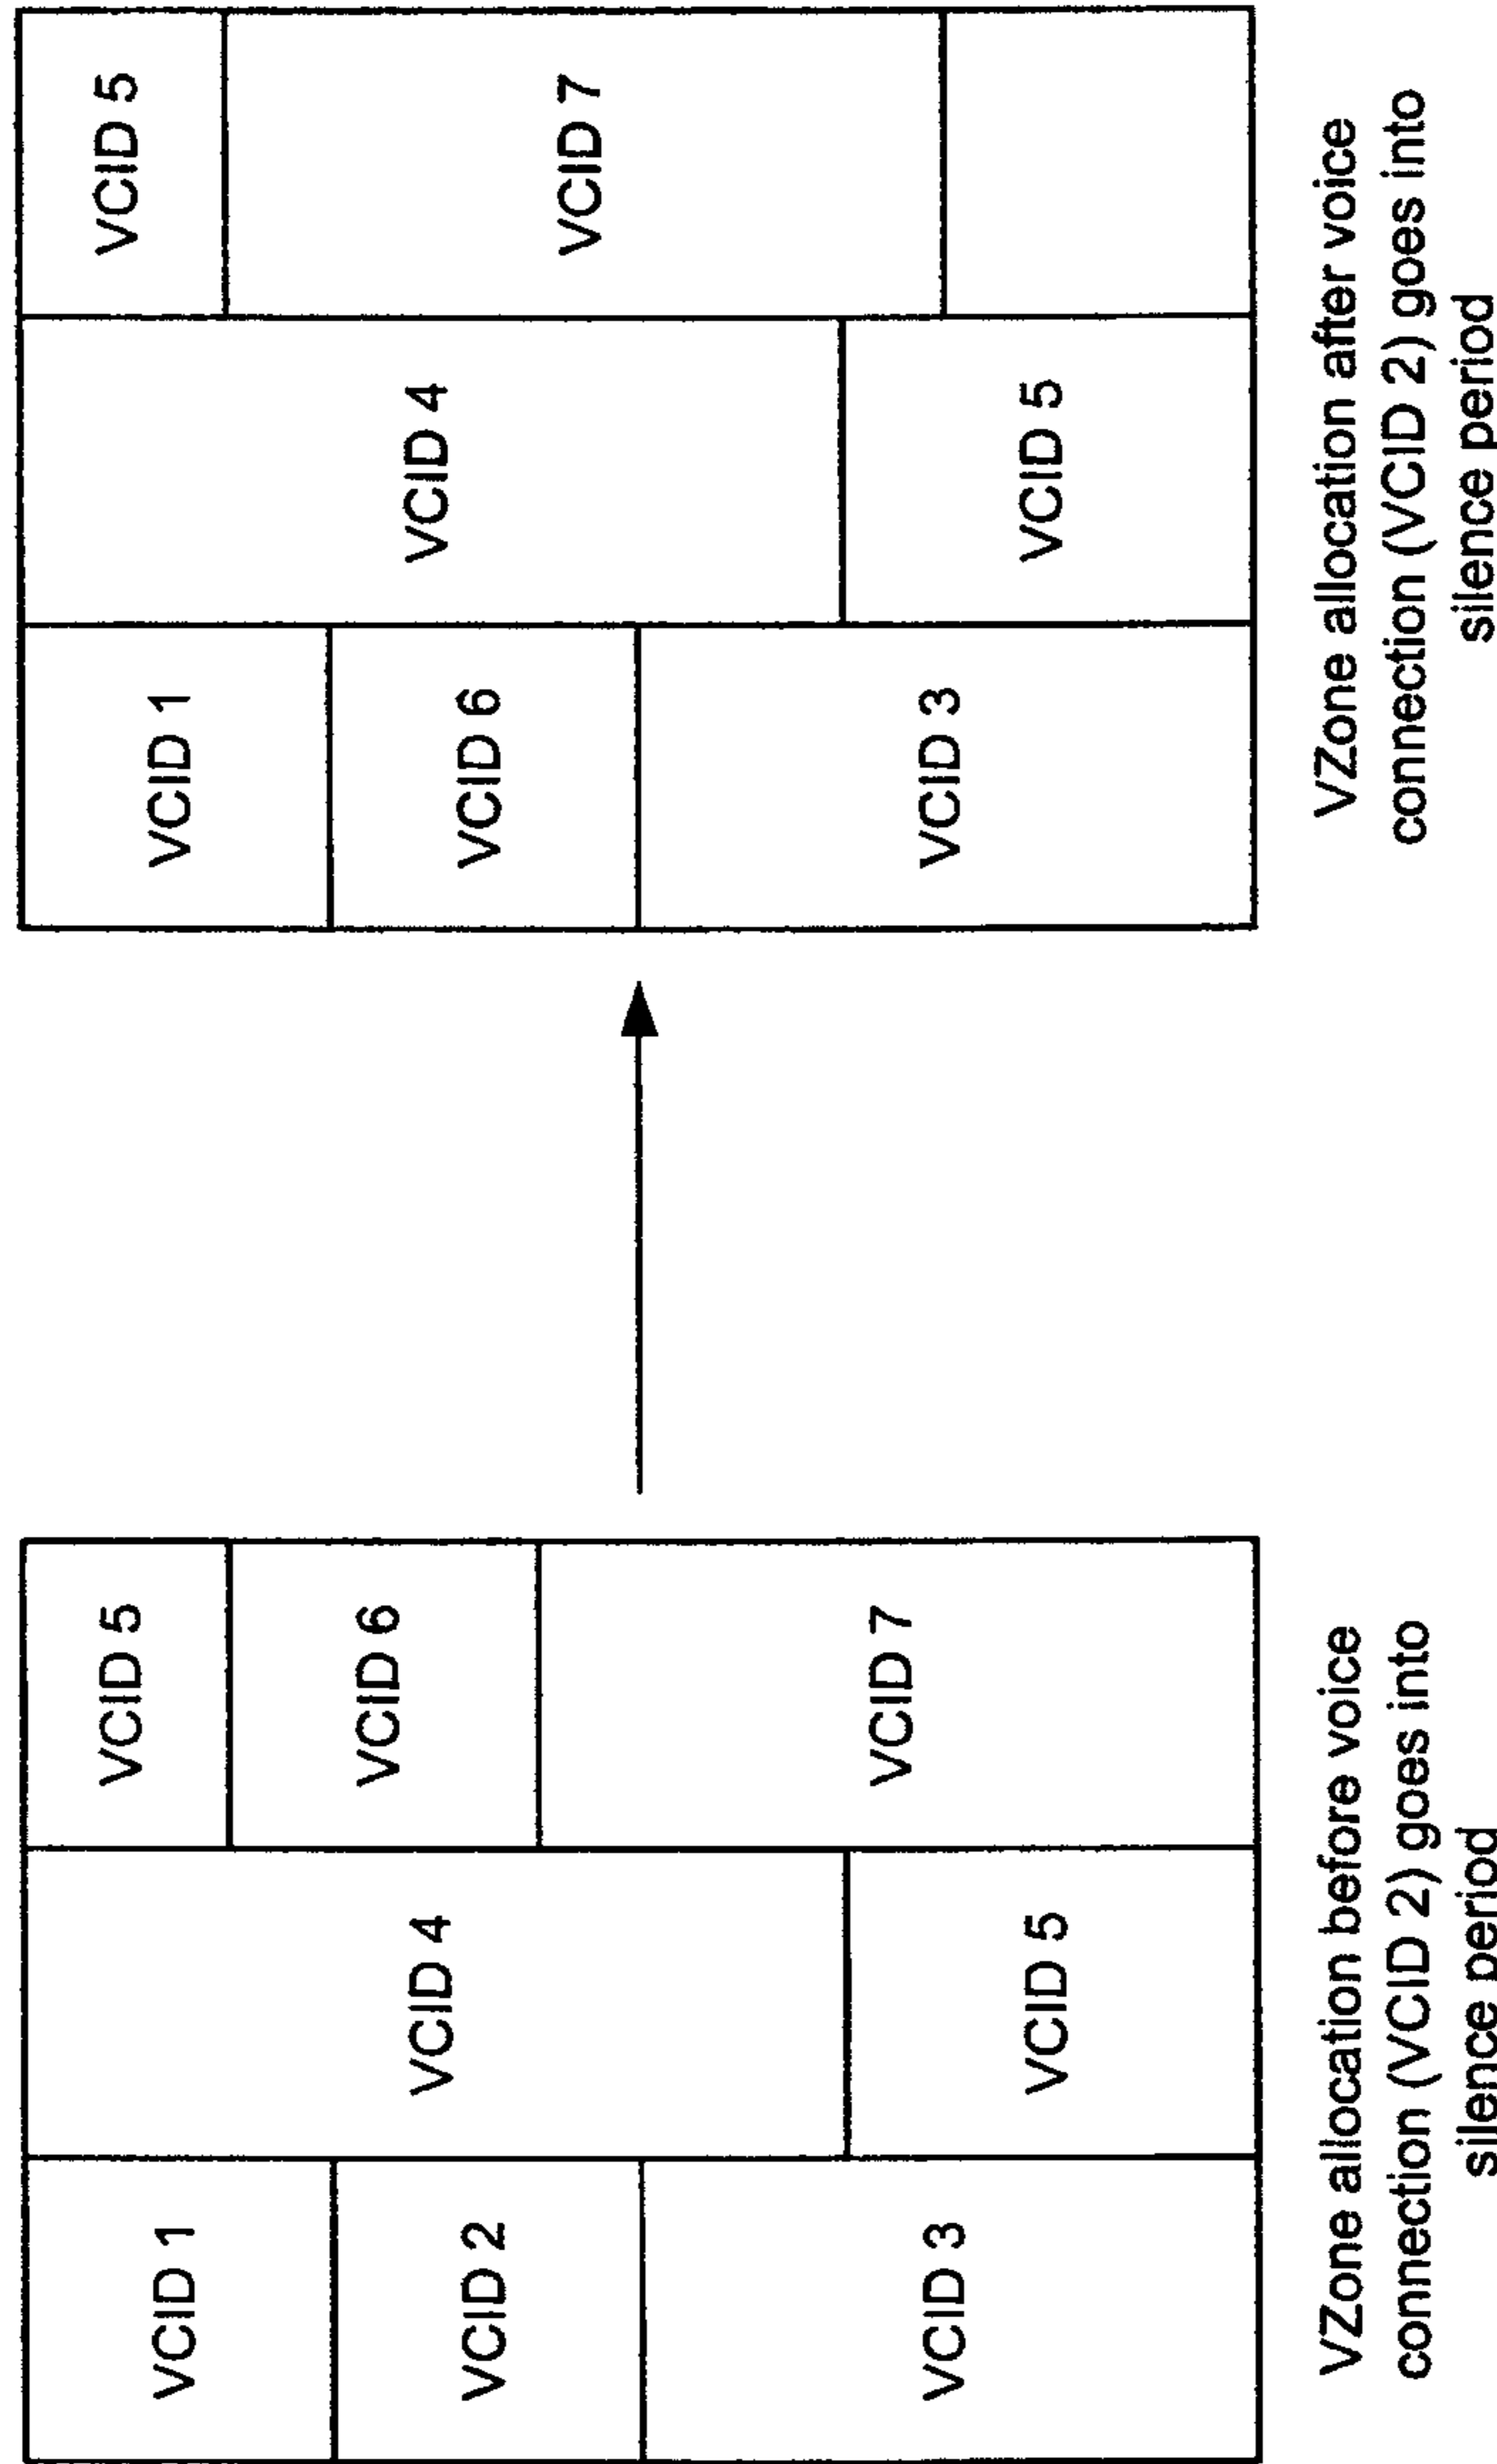 VCID 1
VCID 2
VCID 3
VCID 4
VCID 5
VCID 5
VCID 6
VCID 7
VZone allocation before voice
connection (VCID 2) goes into
silence period
VCID 1
VCID 6
VCID 3
VCID 4
VCID 5
VCID 5
VCID 7
VZone allocation after voice
connection (VCID 2) goes into
silence period